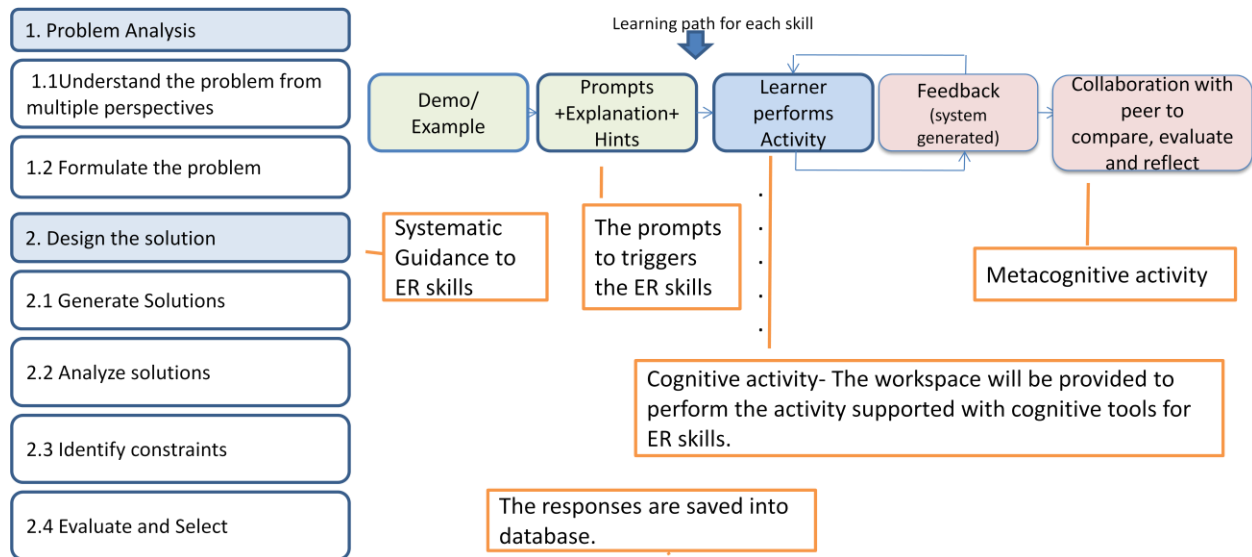 Learning path for each skill
1. Problem Analysis
1.1Understand the problem from
multiple perspectives
1.2 Formulate the problem
2. Design the solution
2.1 Generate Solutions
2.2 Analyze solutions
2.3 Identify constraints
2.4 Evaluate and Select
Demo/
Example
Prompts
+Explanation+
Hints
Learner
performs
Activity
Feedback
(system
generated)
Collaboration with
peer to
compare, evaluate
and reflect
Systematic
Guidance to
ER skills
The prompts
to triggers
the ER skills
Metacognitive activity
Cognitive activity- The workspace will be provided to
perform the activity supported with cognitive tools for
ER skills.
The responses are saved into
database.